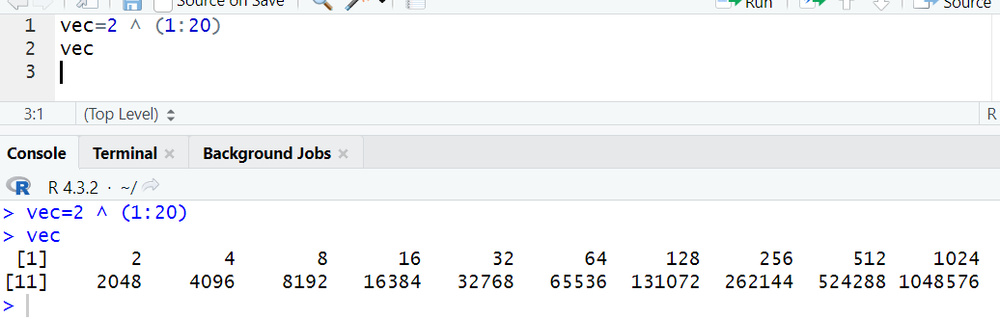 Source on Save Run Source
1 vec=2 ^ (1:20)
2 vec
3
3:1 (Top Level) R
Console Terminal × Background Jobs ×
R R 4.3.2 · ~/
> vec=2 ^ (1:20)
> vec
[1] 2 4 8 16 32 64 128 256 512 1024
[11] 2048 4096 8192 16384 32768 65536 131072 262144 524288 1048576
>